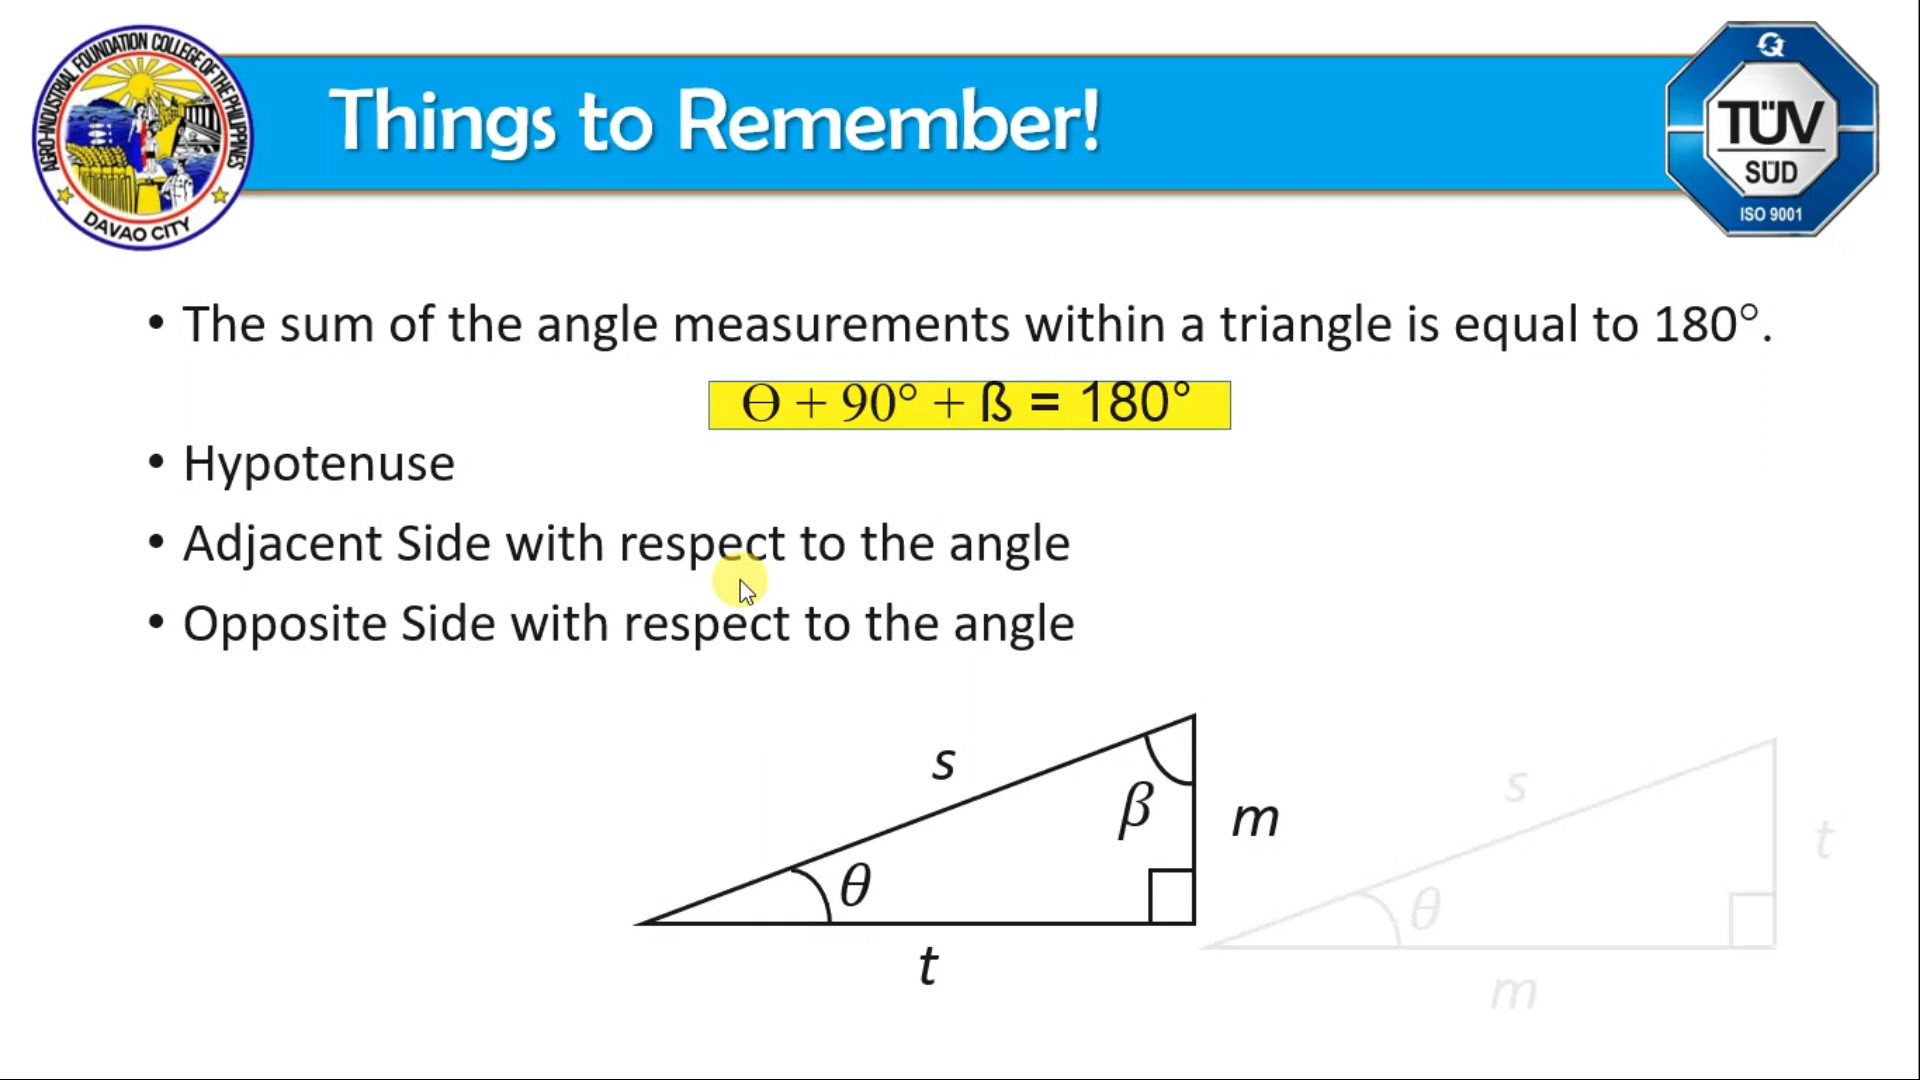 AGRO-INDUSTRIAL FOUNDATION COLLEGE OF THE PHILIPPINES
DAVAO CITY
Things to Remember!
TÜV
SÜD
ISO 9001
• The sum of the angle measurements within a triangle is equal to 180°.
Ө + 90° + ß = 180°
• Hypotenuse
• Adjacent Side with respect to the angle
• Opposite Side with respect to the angle
s
β
m
θ
t
s
t
θ
m